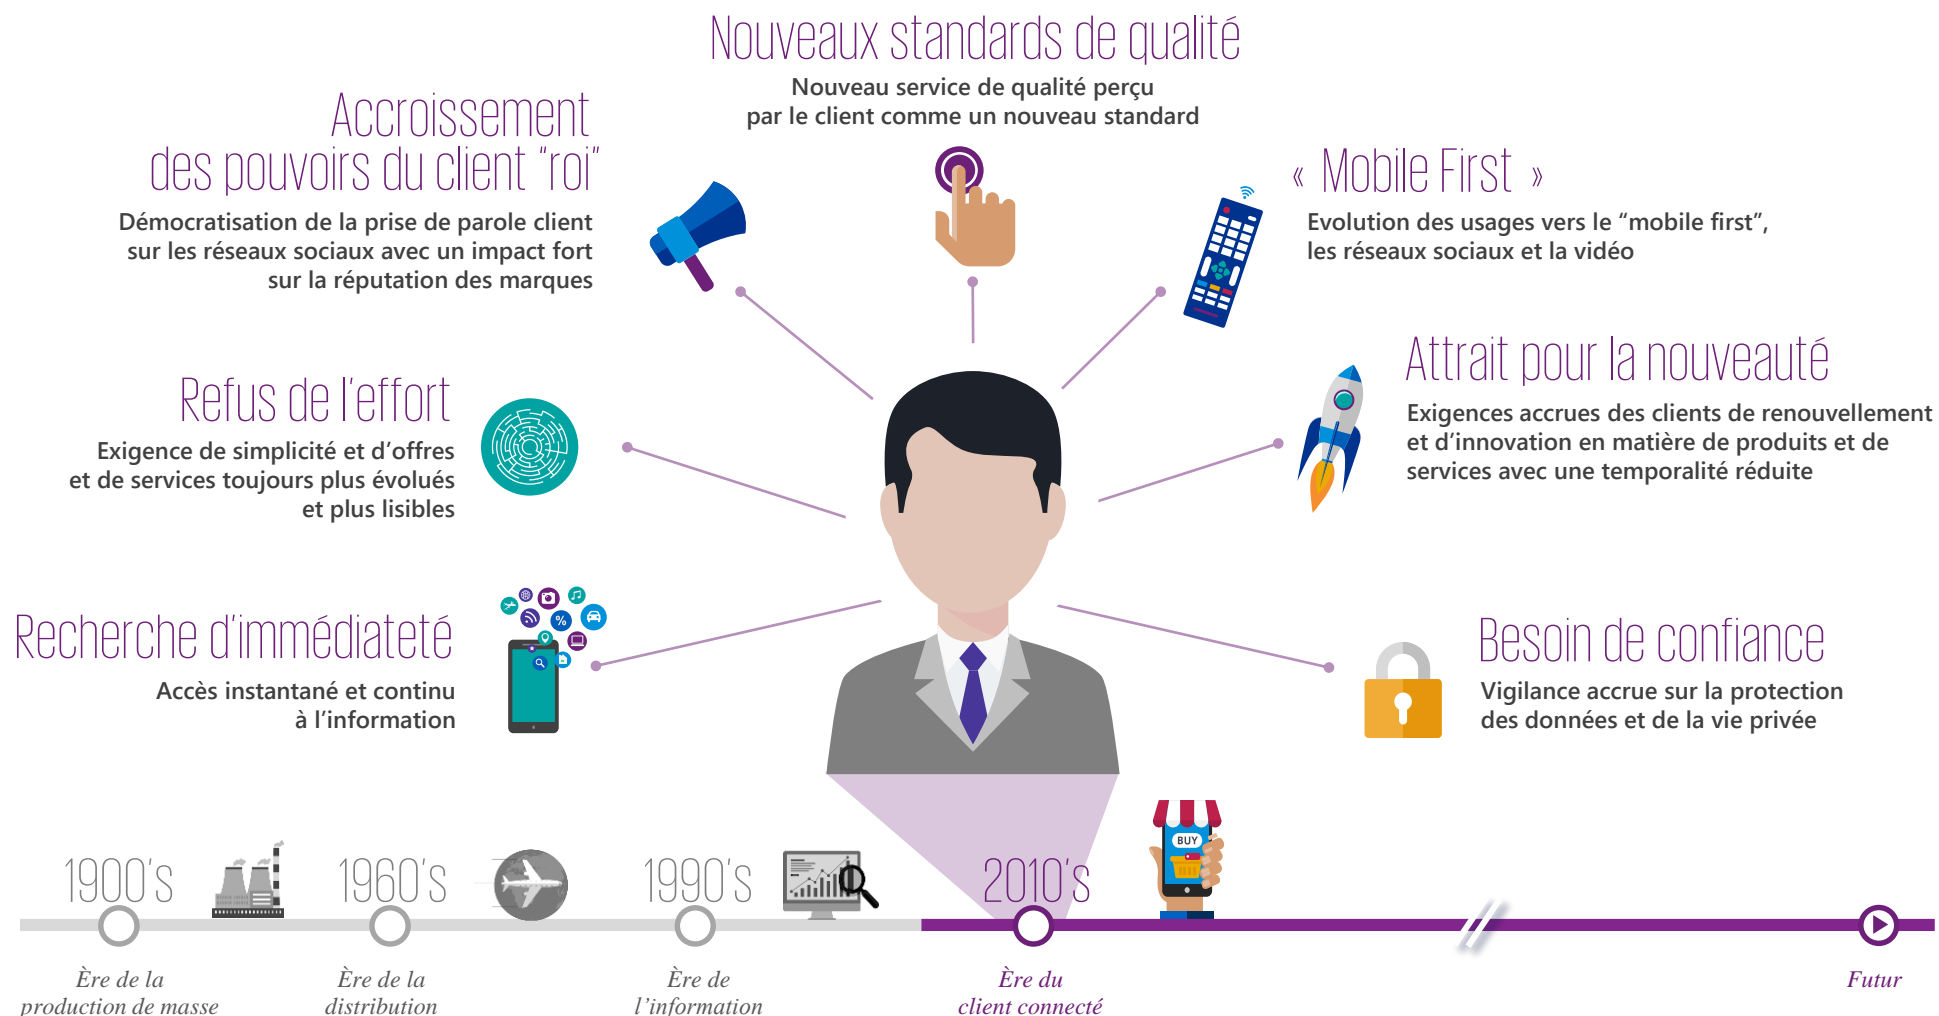 Nouveaux standards de qualité
Nouveau service de qualité perçu
par le client comme un nouveau standard
Accroissement
des pouvoirs du client "roi"
Démocratisation de la prise de parole client
sur les réseaux sociaux avec un impact fort
sur la réputation des marques
« Mobile First »
Evolution des usages vers le "mobile first",
les réseaux sociaux et la vidéo
Refus de l'effort
Exigence de simplicité et d'offres
et de services toujours plus évolués
et plus lisibles
Attrait pour la nouveauté
Exigences accrues des clients de renouvellement
et d'innovation en matière de produits et de
services avec une temporalité réduite
Recherche d'immédiateté
Accès instantané et continu
à l'information
%
Besoin de confiance
Vigilance accrue sur la protection
des données et de la vie privée
BUY
1900's
1960's
1990's
2010's
Ère de la
production de masse
Ère de la
distribution
Ère de
l'information
Ère du
client connecté
Futur